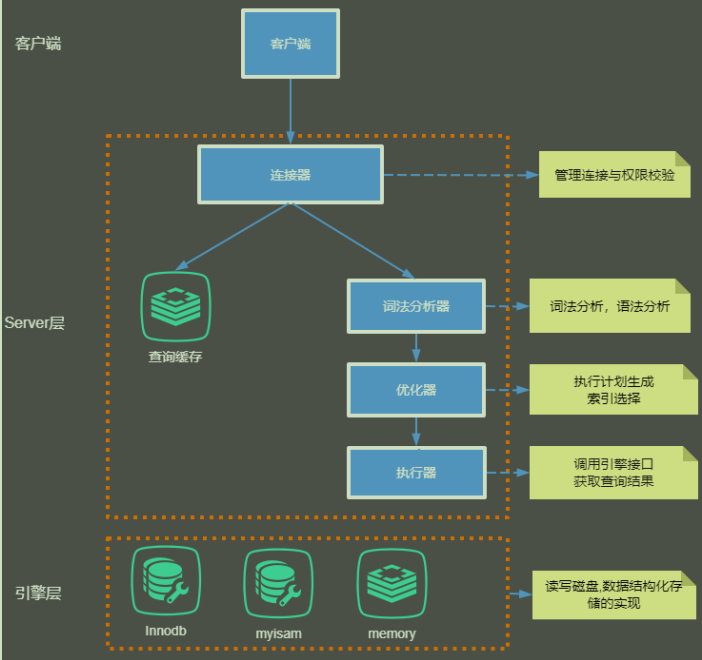 客户端
客户端
连接器
管理连接与权限校验
Server层
查询缓存
词法分析器
词法分析，语法分析
优化器
执行计划生成
索引选择
执行器
调用引擎接口
获取查询结果
引擎层
Innodb
myisam
memory
读写磁盘,数据结构化存
储的实现